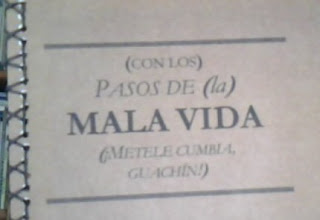 (CON LOS)
PASOS DE (la)
MALA VIDA
(¡METELE CUMBIA,
GUACHÍN!)